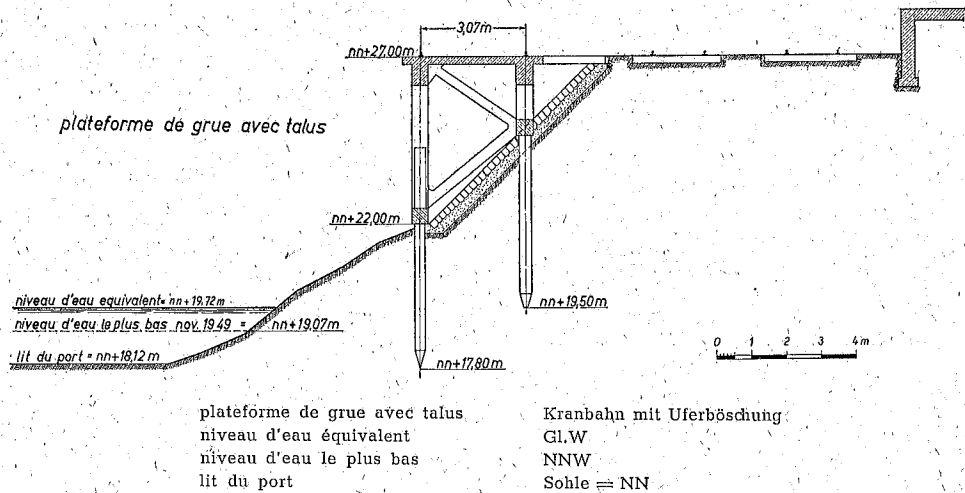 3,07m
nn+27,00m
plateforme de grue avec talus
nn+22,00m
niveau d'eau equivalent= nn+19.72m
nn+19,50m
niveau d'eau le plus bas nov. 19.49 = nn+19,07m
lit du port = nn+18,12 m
0 1 2 3 4m
nn+17,80m
plateforme de grue avec talus Kranbahn mit Uferböschung
niveau d'eau équivalent Gl.W
niveau d'eau le plus bas NNW
lit du port Sohle = NN